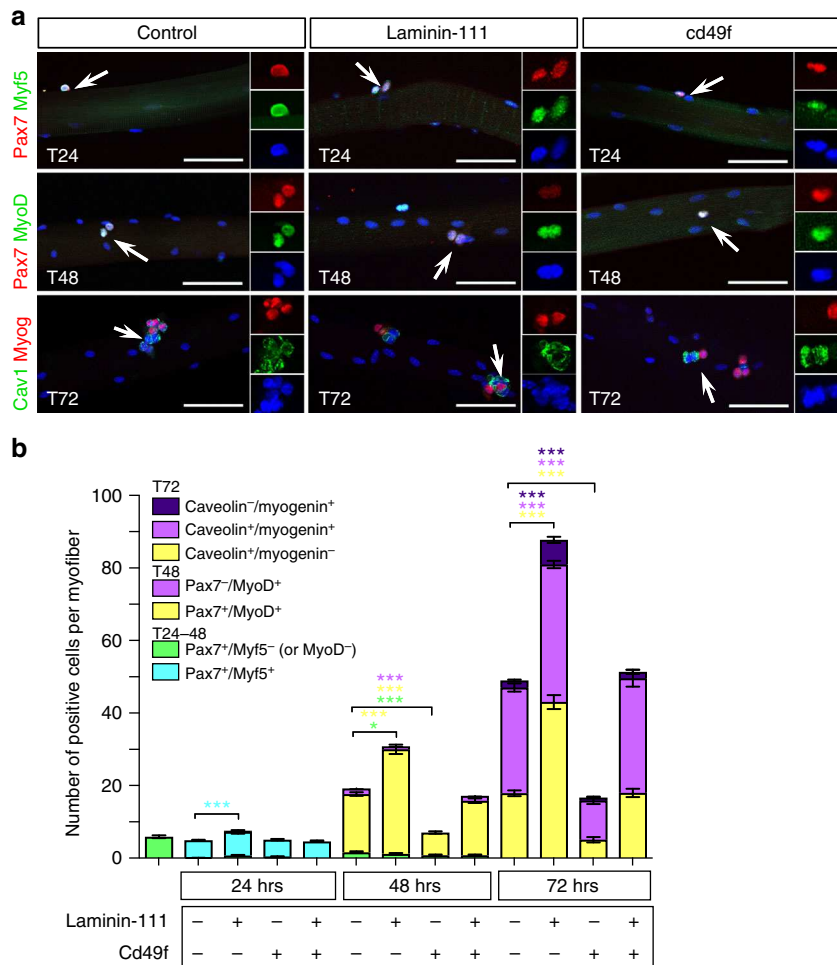 a
Control
Laminin-111
cd49f
Pax7 Myf5
T24
T24
T24
Pax7 MyoD
T48
T48
T48
Cav1 Myog
T72
T72
T72
b
Number of positive cells per myofiber
100
80
60
40
20
0
T72
Caveolin⁻/myogenin⁺
Caveolin⁺/myogenin⁺
Caveolin⁺/myogenin⁻
T48
Pax7⁻/MyoD⁺
Pax7⁺/MyoD⁺
T24–48
Pax7⁺/Myf5⁻ (or MyoD⁻)
Pax7⁺/Myf5⁺
***
***
***
***
***
*
***
***
***
***
***
***
24 hrs
48 hrs
72 hrs
Laminin-111 – + – + – + – + – + – +
Cd49f – – + + – – + + – – + +